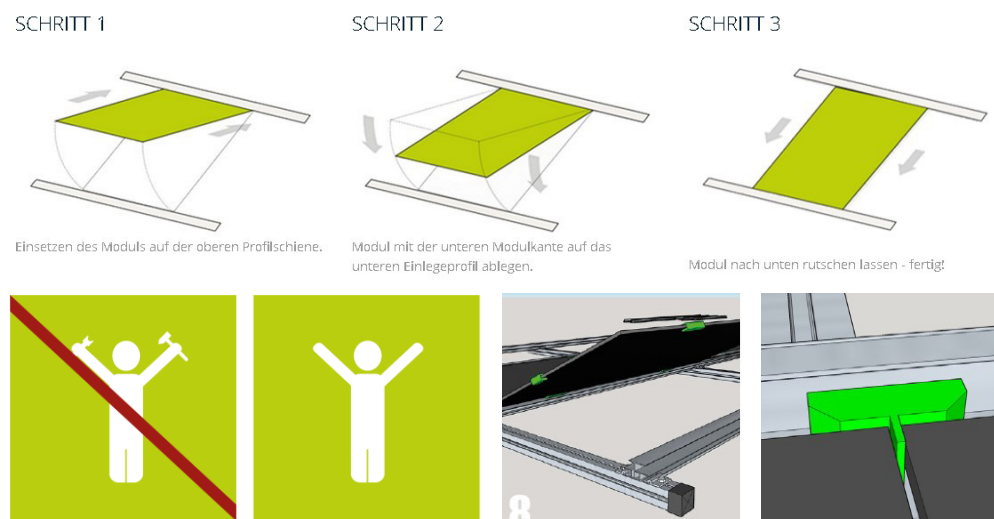 SCHRITT 1
Einsetzen des Moduls auf der oberen Profilschiene.
SCHRITT 2
Modul mit der unteren Modulkante auf das
unteren Einlegeprofil ablegen.
SCHRITT 3
Modul nach unten rutschen lassen - fertig!
8